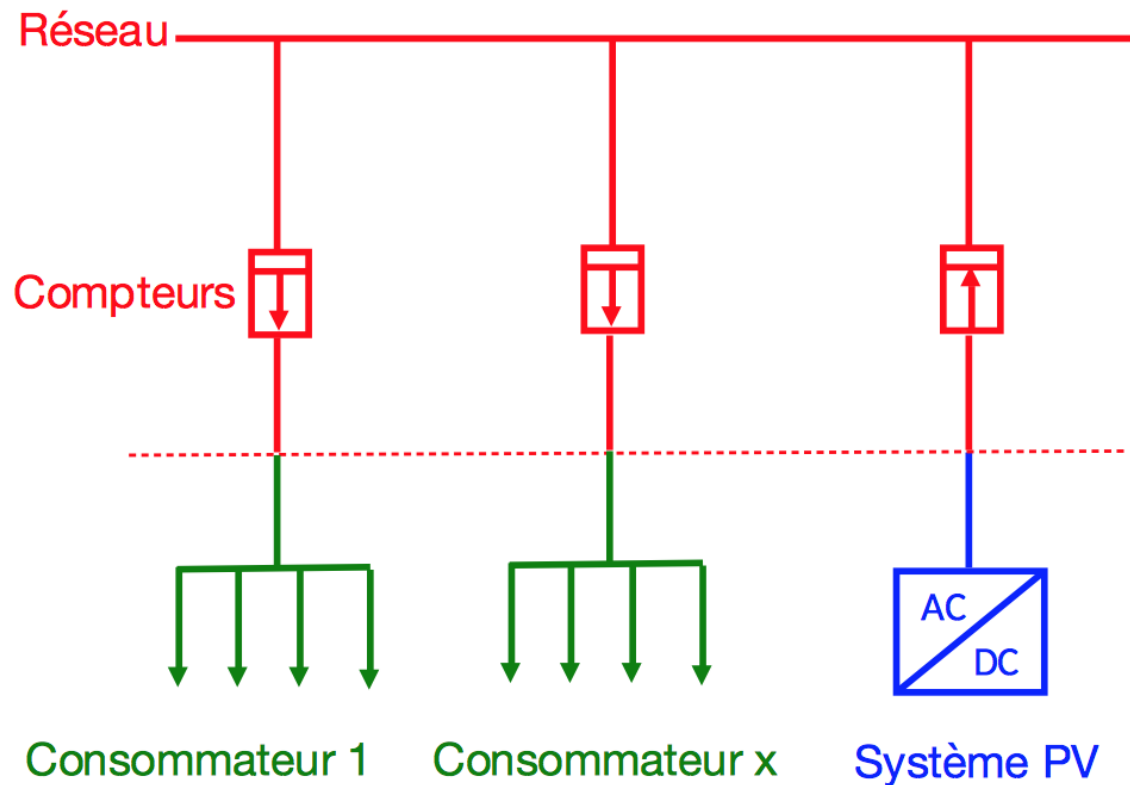 Réseau
Compteurs
AC
DC
Consommateur 1
Consommateur x
Système PV